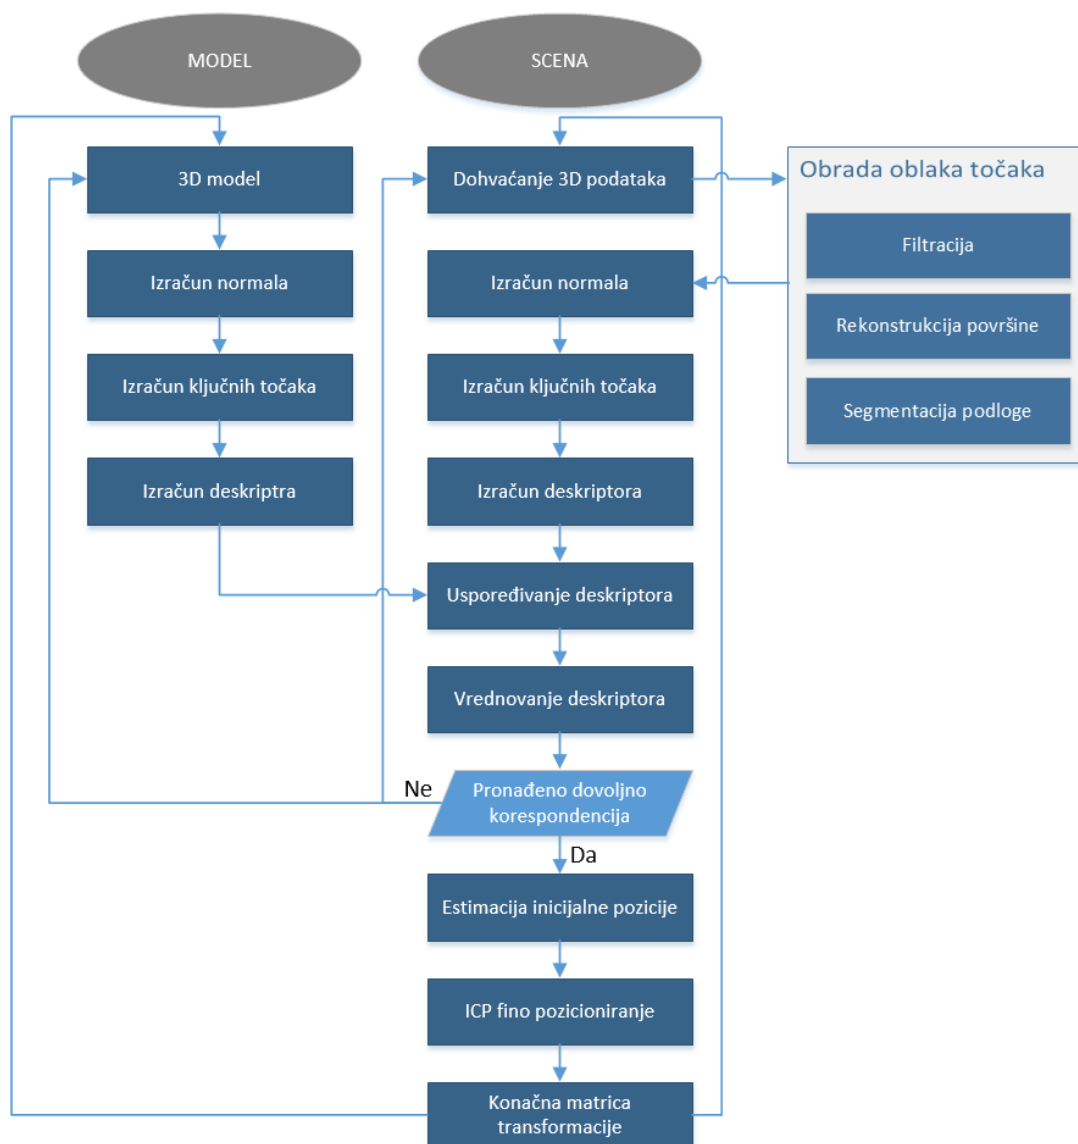 MODEL
SCENA
3D model
Dohvaćanje 3D podataka
Obrada oblaka točaka
Filtracija
Izračun normala
Izračun normala
Rekonstrukcija površine
Izračun ključnih točaka
Izračun ključnih točaka
Segmentacija podloge
Izračun deskriptra
Izračun deskriptora
Uspoređivanje deskriptora
Vrednovanje deskriptora
Ne
Pronađeno dovoljno
korespondencija
Da
Estimacija inicijalne pozicije
ICP fino pozicioniranje
Konačna matrica
transformacije